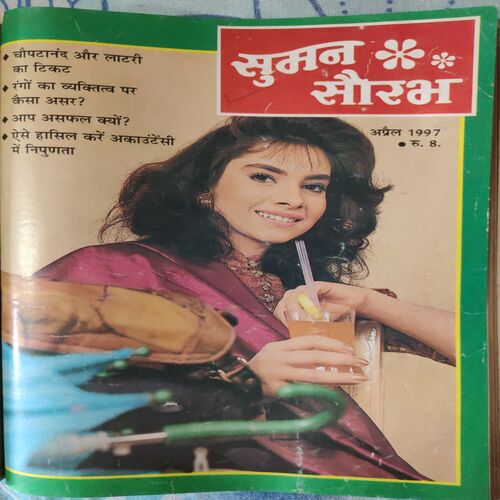 सुमन
सौरभ
अप्रैल 1997
● रु. 8.
♦ चौपटानंद और लाटरी
का टिकट
♦ रंगों का व्यक्तित्व पर
कैसा असर?
♦ आप असफल क्यों?
♦ ऐसे हासिल करें अकाउंटेंसी
में निपुणता